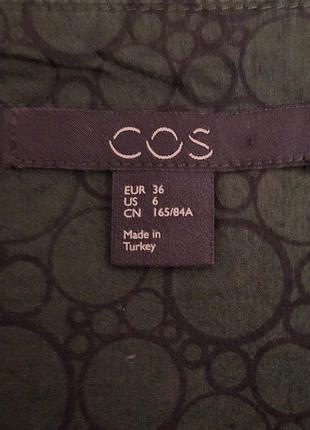 COS
EUR 36
US 6
CN 165/84A
Made in
Turkey